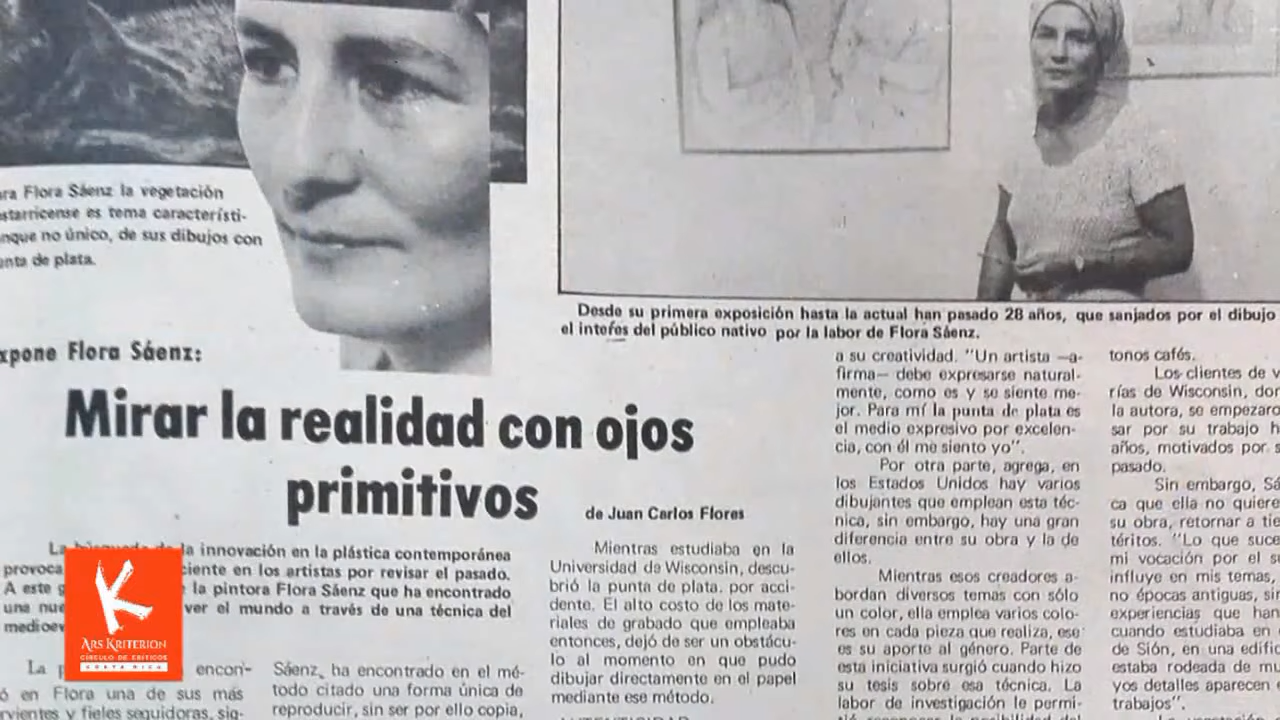 ra Flora Sáenz la vegetación
starricense es tema característi-
nque no único, de sus dibujos con
nta de plata.
Desde su primera exposición hasta la actual han pasado 28 años, que sanjados por el dibujo
el interés del público nativo por la labor de Flora Sáenz.
xpone Flora Sáenz:
Mirar la realidad con ojos
primitivos
de Juan Carlos Flores
La la innovación en la plástica contemporánea
provoca ciente en los artistas por revisar el pasado.
A este la pintora Flora Sáenz que ha encontrado
una nue ver el mundo a través de una técnica del
medioev
La encon-
ó en Flora una de sus más
rvientes y fieles seguidoras, sig-
Sáenz, ha encontrado en el mé-
todo citado una forma única de
reproducir, sin ser por ello copia,
Mientras estudiaba en la
Universidad de Wisconsin, descu-
brió la punta de plata. por acci-
dente. El alto costo de los mate-
riales de grabado que empleaba
entonces, dejó de ser un obstácu-
lo al momento en que pudo
dibujar directamente en el papel
mediante ese método.
a su creatividad. "Un artista —a-
firma— debe expresarse natural-
mente, como es y se siente me-
jor. Para mí la punta de plata es
el medio expresivo por excelen-
cia, con él me siento yo".
Por otra parte, agrega, en
los Estados Unidos hay varios
dibujantes que emplean esta téc-
nica, sin embargo, hay una gran
diferencia entre su obra y la de
ellos.
Mientras esos creadores a-
bordan diversos temas con sólo
un color, ella emplea varios colo-
res en cada pieza que realiza, ese
es su aporte al género. Parte de
esta iniciativa surgió cuando hizo
su tesis sobre esa técnica. La
labor de investigación le permi-
tonos cafés.
Los clientes de v
rías de Wisconsin, don
la autora, se empezaro
sar por su trabajo h
años, motivados por s
pasado.
Sin embargo, Sá
ca que ella no quiere
su obra, retornar a tie
téritos. "Lo que suce
mi vocación por el s
influye en mis temas,
no épocas antiguas, sin
experiencias que han
cuando estudiaba en
de Sión, en una edific
estaba rodeada de mu
yos detalles aparecen
trabajos".
K
ARS KRITERION
CÍRCULO DE CRÍTICOS
COSTA RICA